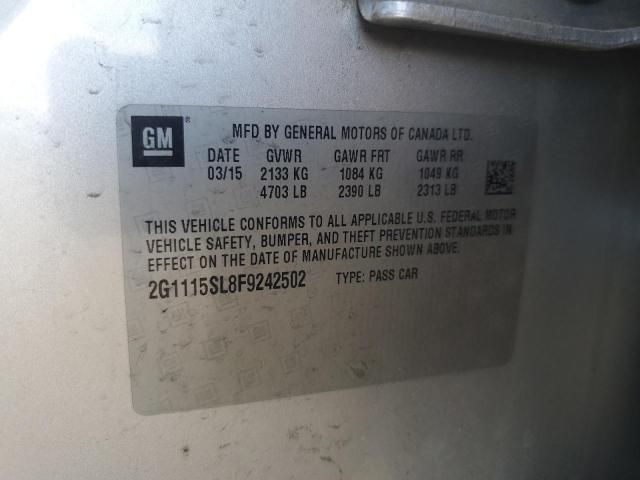 GM® MFD BY GENERAL MOTORS OF CANADA LTD.
DATE GVWR GAWR FRT GAWR RR
03/15 2133 KG 1084 KG 1049 KG
4703 LB 2390 LB 2313 LB
THIS VEHICLE CONFORMS TO ALL APPLICABLE U.S. FEDERAL MOTOR
VEHICLE SAFETY, BUMPER, AND THEFT PREVENTION STANDARDS IN
EFFECT ON THE DATE OF MANUFACTURE SHOWN ABOVE.
2G1115SL8F9242502 TYPE: PASS CAR